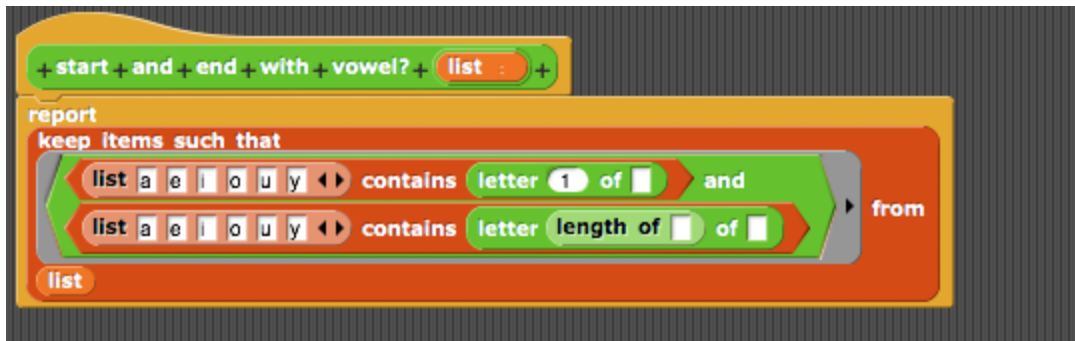 + start + and + end + with + vowel? + list : +
report
keep items such that
list a e i o u y contains letter 1 of and
list a e i o u y contains letter length of of
from
list